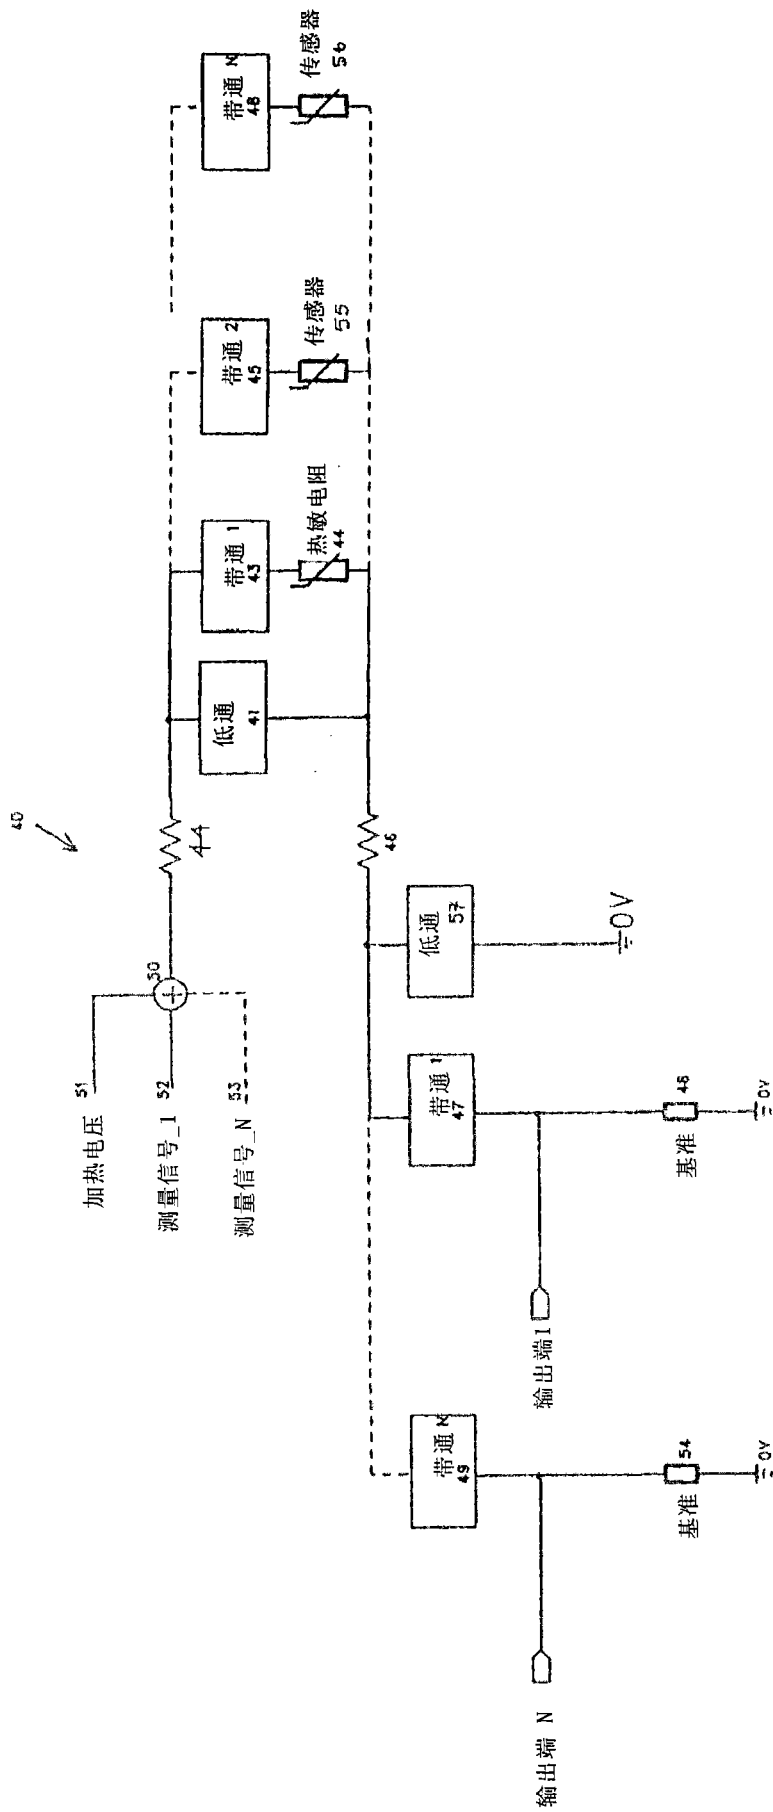 40
加热电压
51
测量信号_1
52
测量信号_N
53
50
44
低通
41
带通 1
43
热敏电阻
44
带通 2
45
传感器
55
带通 N
48
传感器
56
46
低通
57
0V
带通 1
47
输出端1
基准
46
0V
带通 N
49
输出端 N
基准
54
0V